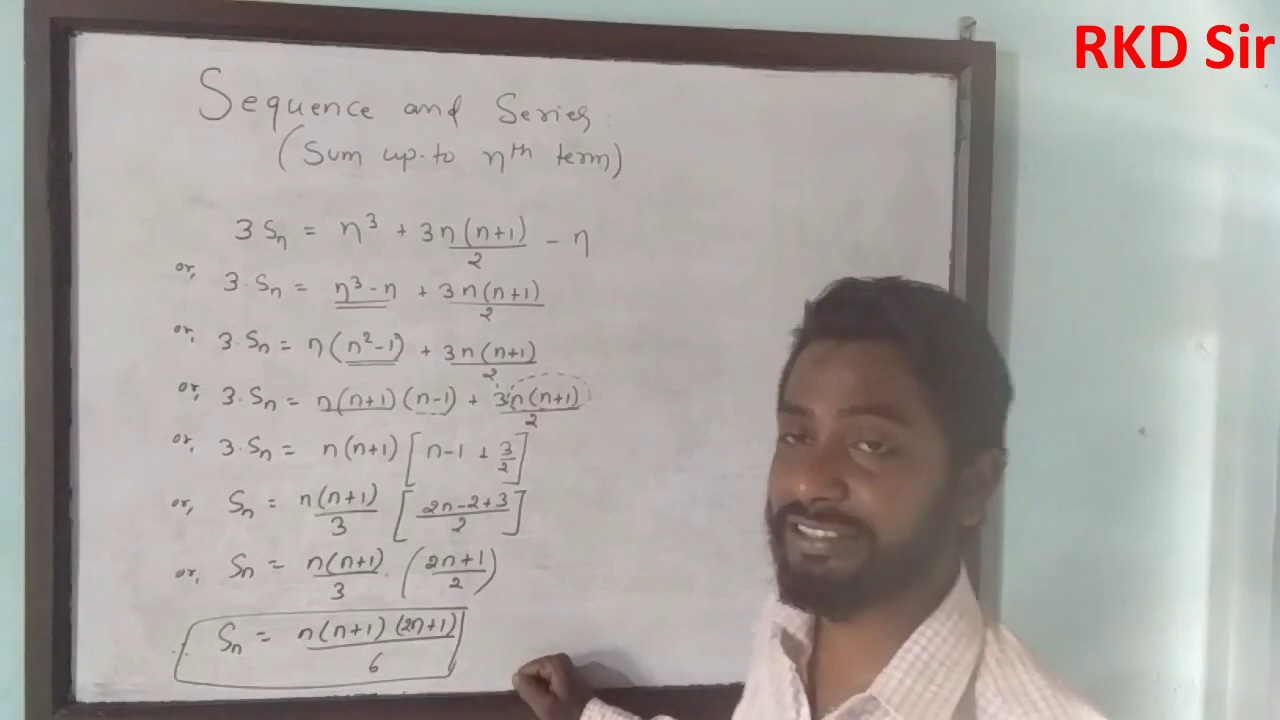 RKD Sir
Sequence and Series
(Sum up-to nth term)
3 Sn = n³ + 3n(n+1)/2 - n
or, 3. Sn = n³-n + 3n(n+1)/2
or, 3. Sn = n(n²-1) + 3n(n+1)/2
or, 3. Sn = n(n+1)(n-1) + 3n(n+1)/2
or, 3. Sn = n(n+1) [n-1 + 3/2]
or, Sn = n(n+1)/3 [2n-2+3/2]
or, Sn = n(n+1)/3 . (2n+1/2)
Sn = n(n+1)(2n+1)/6